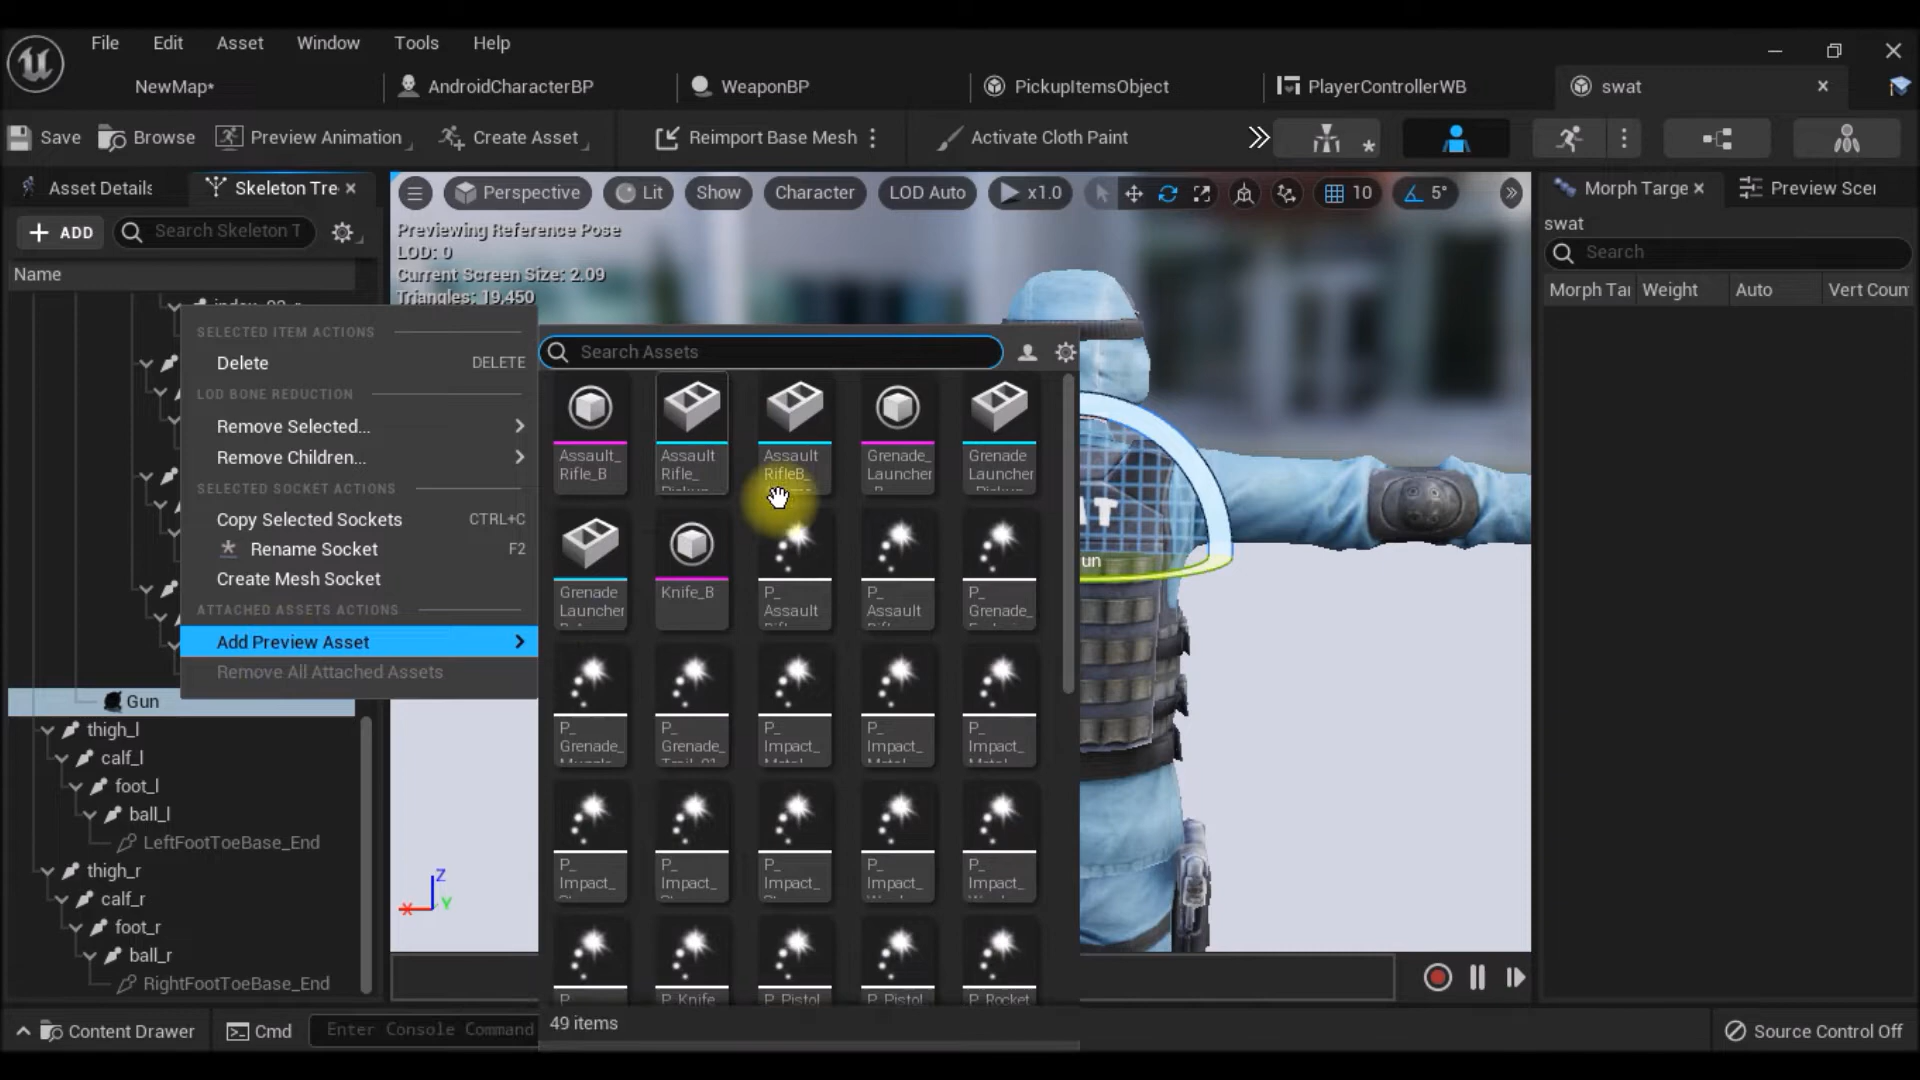 File Edit Asset Window Tools Help
NewMap* AndroidCharacterBP WeaponBP PickupItemsObject PlayerControllerWB swat
Save Browse Preview Animation Create Asset Reimport Base Mesh Activate Cloth Paint
Asset Details Skeleton Tre
Perspective Lit Show Character LOD Auto x1.0 10 5°
Morph Targe Preview Scer
ADD Search Skeleton T
Name
Previewing Reference Pose
LOD: 0
Current Screen Size: 2.09
Triangles: 19,450
swat
Search
Morph Tar Weight Auto Vert Coun
SELECTED ITEM ACTIONS
Delete DELETE
LOD BONE REDUCTION
Remove Selected...
Remove Children...
SELECTED SOCKET ACTIONS
Copy Selected Sockets CTRL+C
Rename Socket F2
Create Mesh Socket
ATTACHED ASSETS ACTIONS
Add Preview Asset
Remove All Attached Assets
Search Assets
Assault_ Assault Assault Grenade_ Grenade
Rifle_B Rifle_ RifleB_ Launcher Launcher
Grenade Knife_B P_ P_ P_
Launcher Assault Assault Grenade_
P_ P_ P_ P_ P_
Grenade_ Grenade_ Impact_ Impact_ Impact_
P_ P_ P_ P_ P_
Impact_ Impact_ Impact_ Impact_ Impact_
P_ P_Knife P_Pistol P_Pistol P_Rocket
49 items
Gun
thigh_l
calf_l
foot_l
ball_l
LeftFootToeBase_End
thigh_r
calf_r
foot_r
ball_r
RightFootToeBase_End
un
Z
X Y
Content Drawer Cmd Enter Console Command Source Control Off